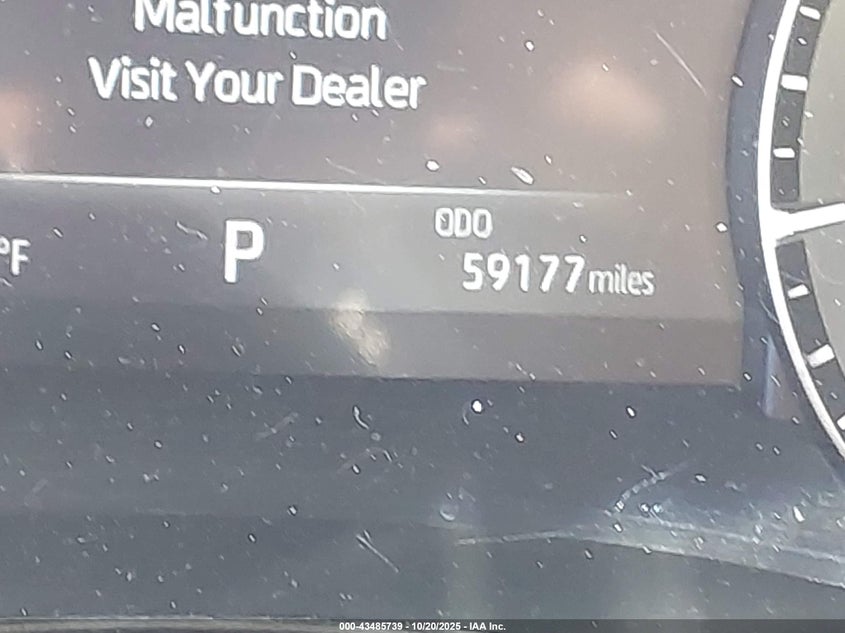 Malfunction
Visit Your Dealer
°F
P
ODO
59177 miles
000-43485739 - 10/20/2025 - IAA Inc.